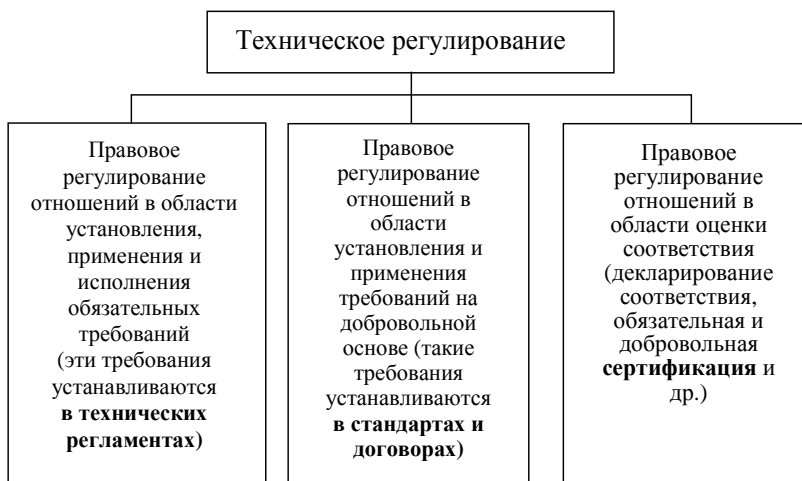 Техническое регулирование
Правовое
регулирование
отношений в области
установления,
применения и
исполнения
обязательных
требований
(эти требования
устанавливаются
в технических
регламентах)
Правовое
регулирование
отношений в
области
установления и
применения
требований на
добровольной
основе (такие
требования
устанавливаются
в стандартах и
договорах)
Правовое
регулирование
отношений в
области оценки
соответствия
(декларирование
соответствия,
обязательная и
добровольная
сертификация и
др.)